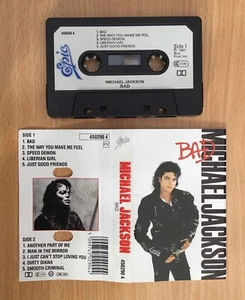 Epic
450290 4
1. BAD
2. THE WAY YOU MAKE ME FEEL
3. SPEED DEMON
4. LIBERIAN GIRL
5. JUST GOOD FRIENDS
Side 1
MICHAEL JACKSON
BAD
SIDE 1
450290 4
1. BAD
2. THE WAY YOU MAKE ME FEEL
3. SPEED DEMON
4. LIBERIAN GIRL
5. JUST GOOD FRIENDS
SIDE 2
1. ANOTHER PART OF ME
2. MAN IN THE MIRROR
3. I JUST CAN'T STOP LOVING YOU
4. DIRTY DIANA
5. SMOOTH CRIMINAL
Epic
MICHAEL JACKSON
BAD
450290 4
BAD
MICHAEL JACKSON